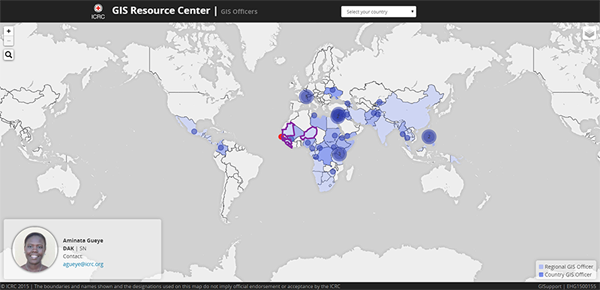 ICRC
GIS Resource Center | GIS Officers
Select your country
Aminata Gueye
DAK | SN
Contact
agueye@icrc.org
Regional GIS Officer
Country GIS Officer
© ICRC 2015 | The boundaries and names shown and the designations used on this map do not imply official endorsement or acceptance by the ICRC
GISupport | EHG1500155